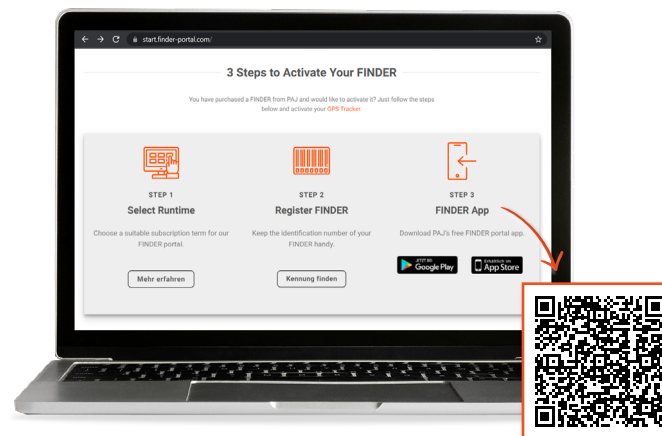 start.finder-portal.com/
3 Steps to Activate Your FINDER
You have purchased a FINDER from PAJ and would like to activate it? Just follow the steps
below and activate your GPS Tracker.
STEP 1
Select Runtime
Choose a suitable subscription term for our
FINDER portal.
Mehr erfahren
STEP 2
Register FINDER
Keep the identification number of your
FINDER handy.
Kennung finden
STEP 3
FINDER App
Download PAJ's free FINDER portal app.
JETZT BEI
Google Play
Erhältlich im
App Store